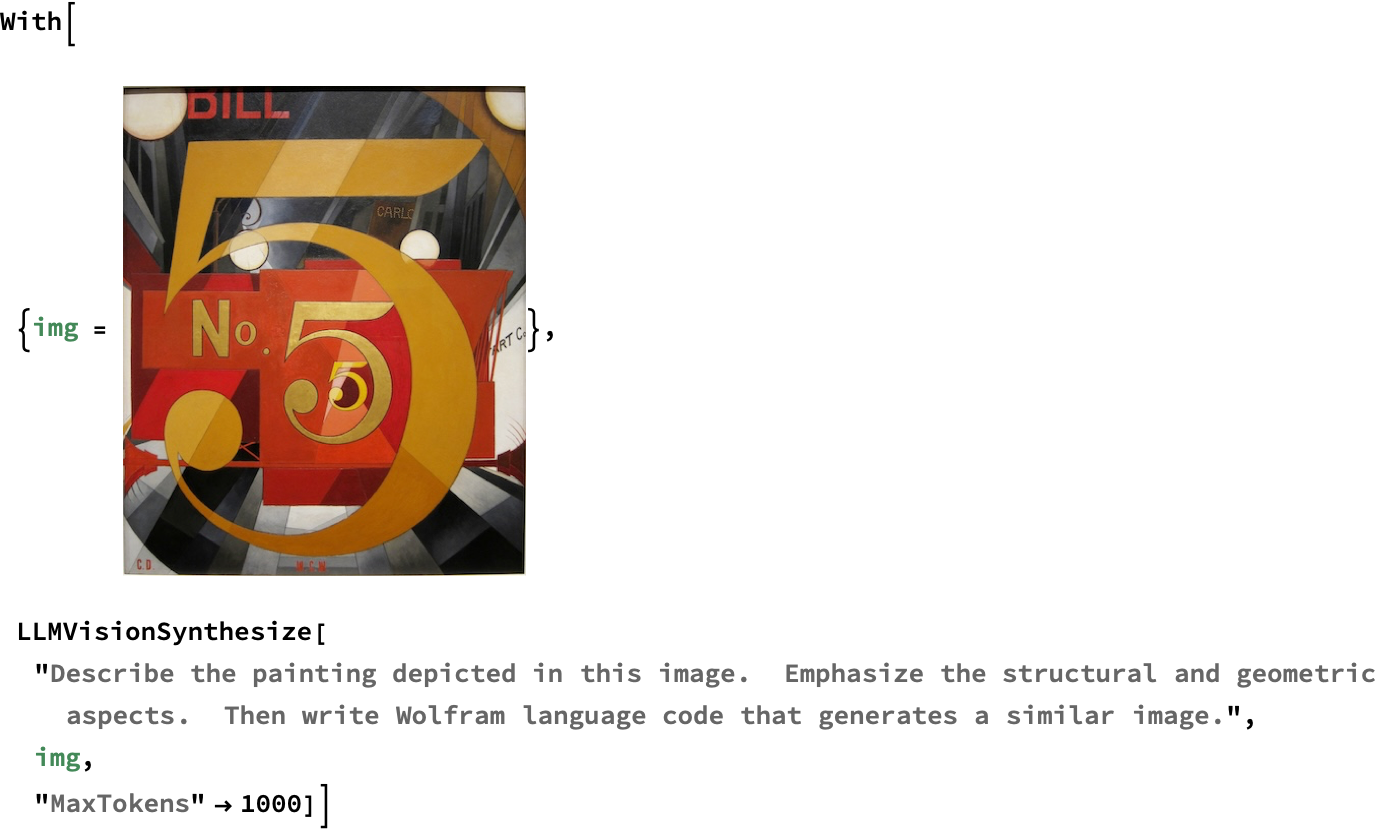 With[
BILL
CARLO
{img =
No. 5
5
5
ART Co.
},
C.D.
W.C.W.
LLMVisionSynthesize[
"Describe the painting depicted in this image.  Emphasize the structural and geometric
aspects.  Then write Wolfram language code that generates a similar image.",
img,
"MaxTokens" → 1000]]